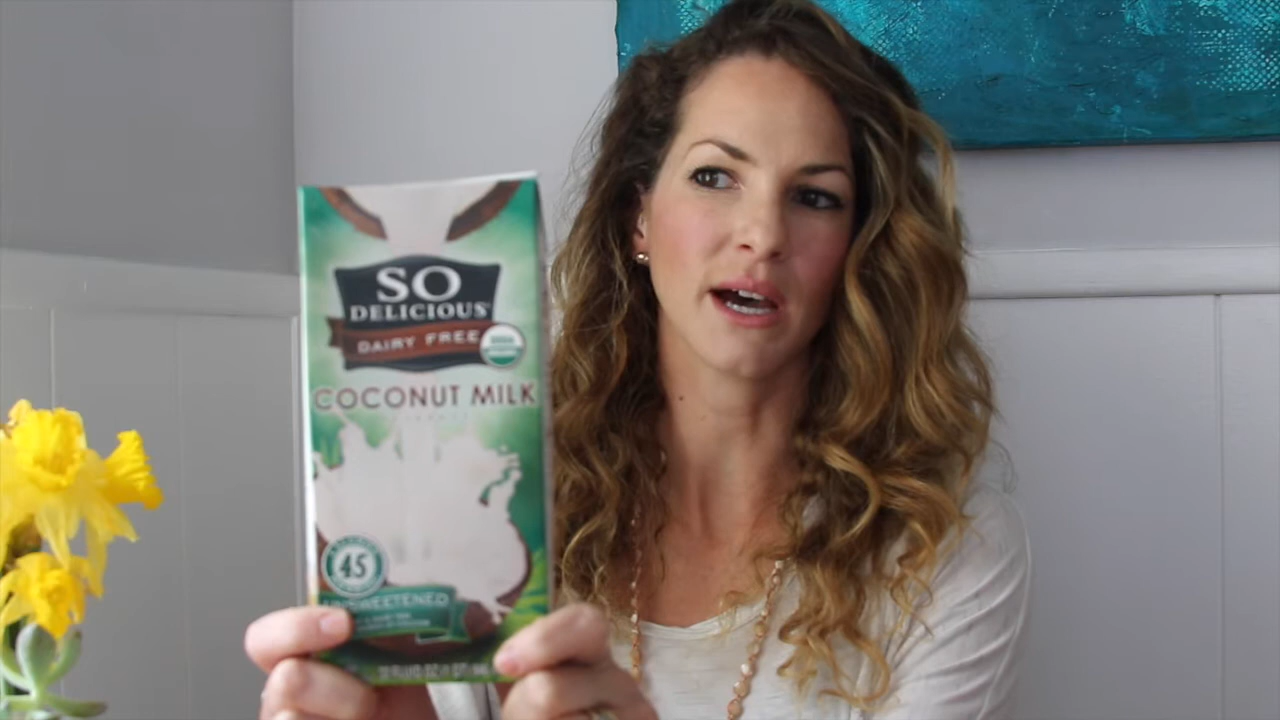 SO
DELICIOUS
DAIRY FREE
COCONUT MILK
45
UNSWEETENED